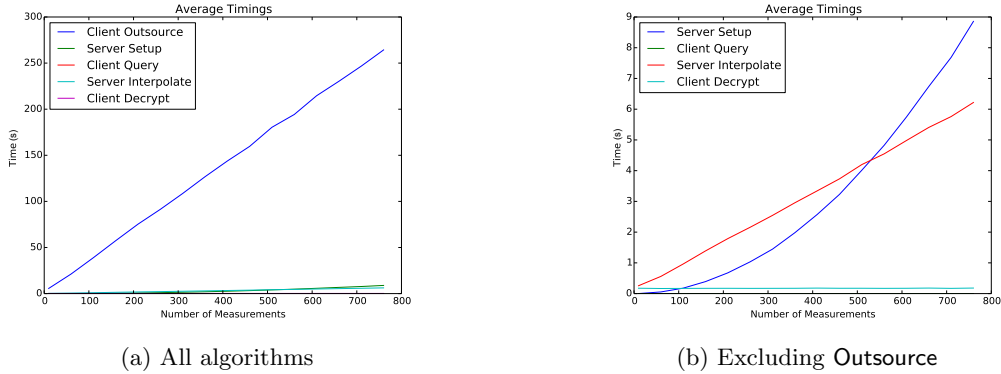 Average Timings
300
250
200
150
100
50
0
Time (s)
Client Outsource
Server Setup
Client Query
Server Interpolate
Client Decrypt
0 100 200 300 400 500 600 700 800
Number of Measurements
(a) All algorithms
Average Timings
9
8
7
6
5
4
3
2
1
0
Time (s)
Server Setup
Client Query
Server Interpolate
Client Decrypt
0 100 200 300 400 500 600 700 800
Number of Measurements
(b) Excluding Outsource